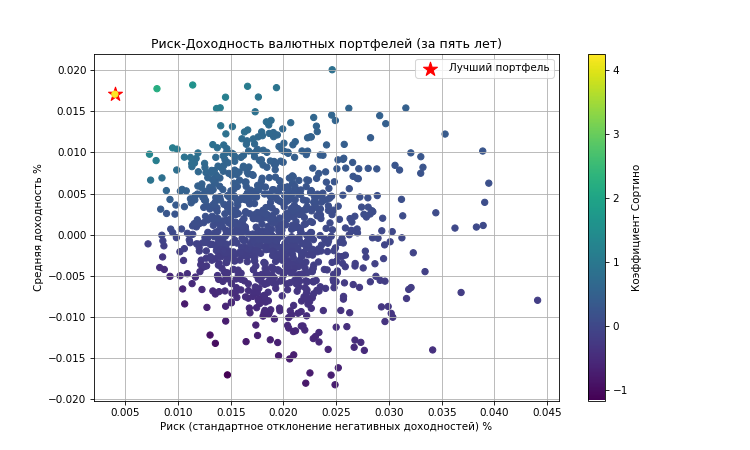 Риск-Доходность валютных портфелей (за пять лет)
Лучший портфель
Средняя доходность %
0.020
0.015
0.010
0.005
0.000
−0.005
−0.010
−0.015
−0.020
0.005 0.010 0.015 0.020 0.025 0.030 0.035 0.040 0.045
Риск (стандартное отклонение негативных доходностей) %
4
3
2
1
0
−1
Коэффициент Сортино